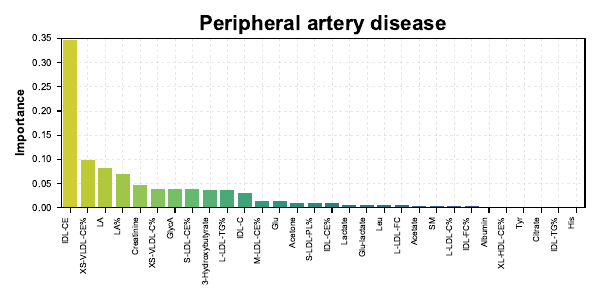 Peripheral artery disease
Importance
0.35
0.30
0.25
0.20
0.15
0.10
0.05
0.00
IDL-CE
XS-VLDL-CE%
LA
LA%
Creatinine
XS-VLDL-C%
GlycA
S-LDL-CE%
3-Hydroxybutyrate
L-LDL-TG%
IDL-C
M-LDL-CE%
Glu
Acetone
S-LDL-PL%
IDL-CE%
Lactate
Glu-lactate
Leu
L-LDL-FC
Acetate
SM
L-LDL-C%
IDL-FC%
Albumin
XL-HDL-CE%
Tyr
Citrate
IDL-TG%
His